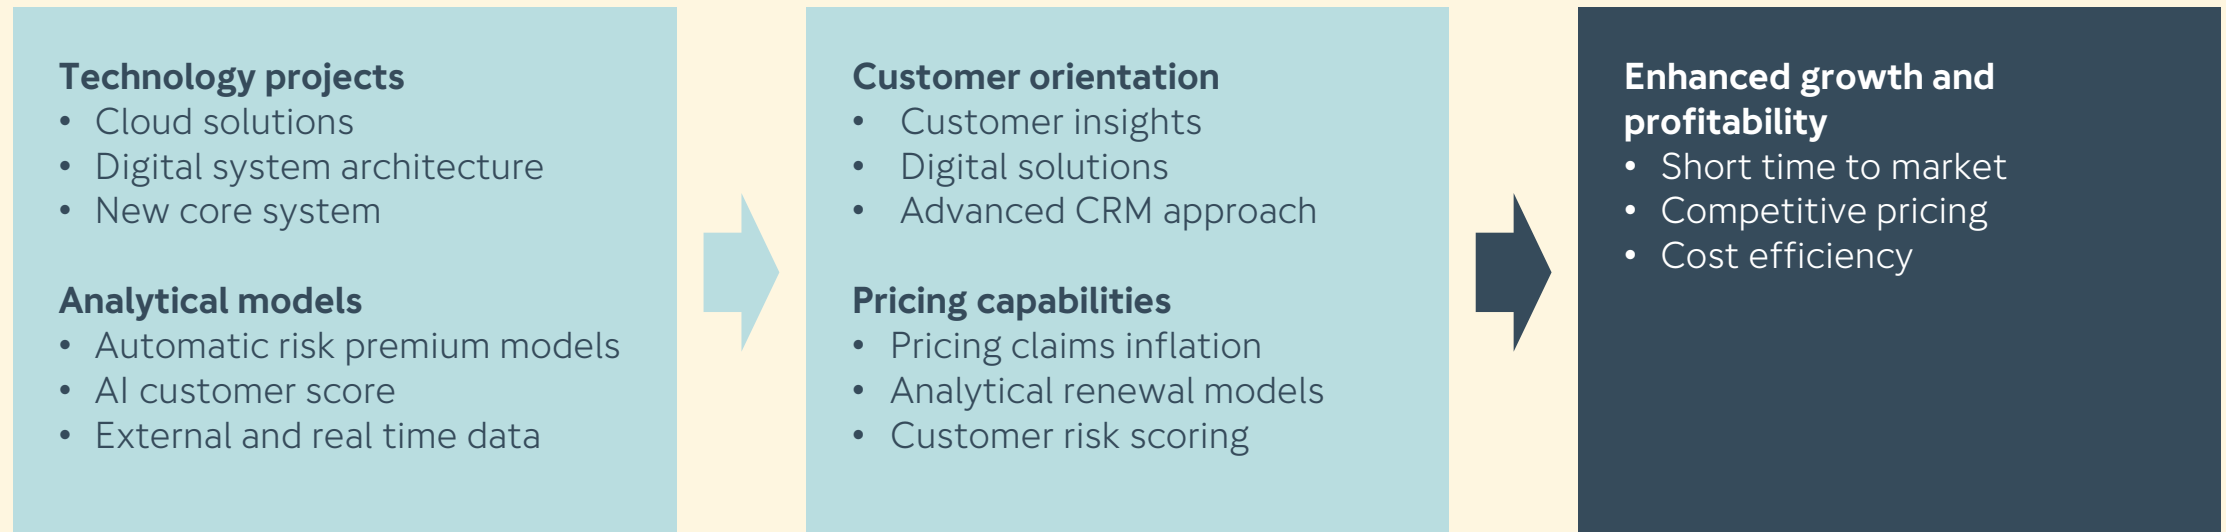 Technology projects
• Cloud solutions
• Digital system architecture
• New core system
Analytical models
• Automatic risk premium models
• AI customer score
• External and real time data
Customer orientation
• Customer insights
• Digital solutions
• Advanced CRM approach
Pricing capabilities
• Pricing claims inflation
• Analytical renewal models
• Customer risk scoring
Enhanced growth and
profitability
• Short time to market
• Competitive pricing
• Cost efficiency